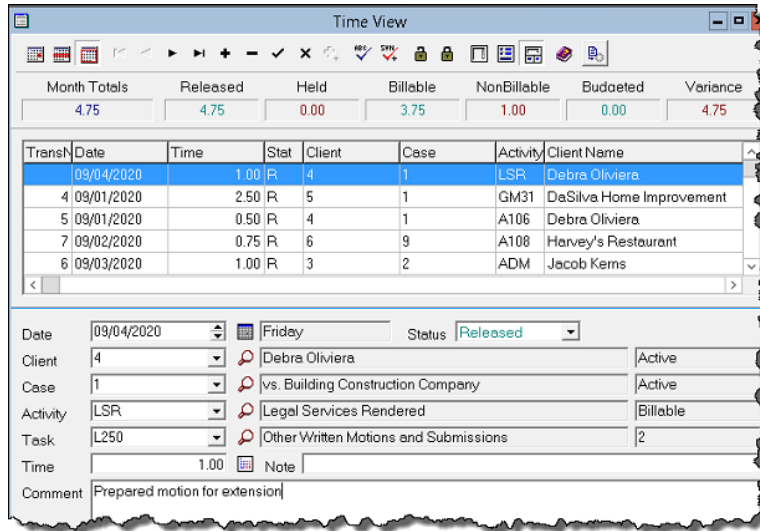 Time View
ABC SYN
Month Totals Released Held Billable NonBillable Budgeted Variance
4.75 4.75 0.00 3.75 1.00 0.00 4.75
TransN Date Time Stat Client Case Activity Client Name
09/04/2020 1.00 R 4 1 LSR Debra Oliviera
4 09/01/2020 2.50 R 5 1 GM31 DaSilva Home Improvement
5 09/01/2020 0.50 R 4 1 A106 Debra Oliviera
7 09/02/2020 0.75 R 6 9 A108 Harvey's Restaurant
6 09/03/2020 1.00 R 3 2 ADM Jacob Kerns
Date 09/04/2020 Friday Status Released
Client 4 Debra Oliviera Active
Case 1 vs. Building Construction Company Active
Activity LSR Legal Services Rendered Billable
Task L250 Other Written Motions and Submissions 2
Time 1.00 Note
Comment Prepared motion for extension